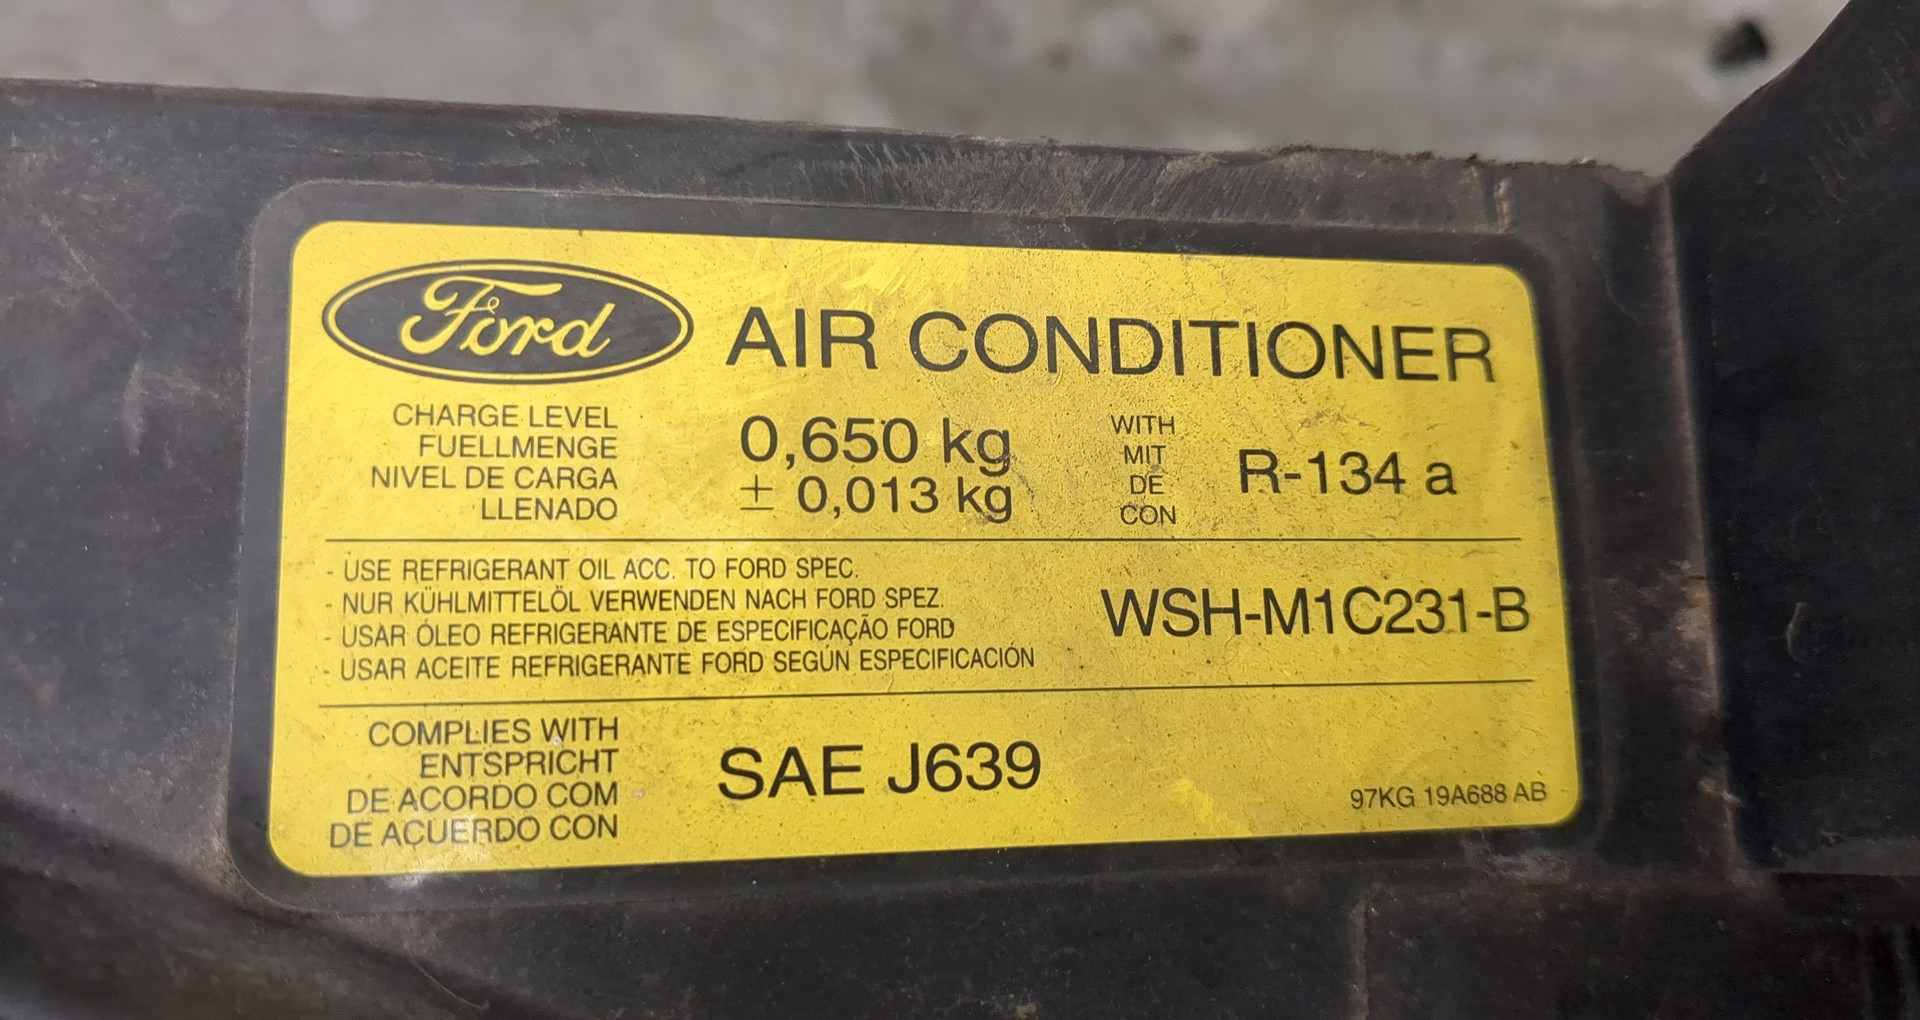 Ford AIR CONDITIONER
CHARGE LEVEL
FUELLMENGE
NIVEL DE CARGA
LLENADO
0,650 kg
± 0,013 kg
WITH
MIT
DE
CON
R-134 a
- USE REFRIGERANT OIL ACC. TO FORD SPEC.
- NUR KÜHLMITTELÖL VERWENDEN NACH FORD SPEZ.
- USAR ÓLEO REFRIGERANTE DE ESPECIFICAÇÃO FORD
- USAR ACEITE REFRIGERANTE FORD SEGÚN ESPECIFICACIÓN
WSH-M1C231-B
COMPLIES WITH
ENTSPRICHT
DE ACORDO COM
DE ACUERDO CON
SAE J639
97KG 19A688 AB